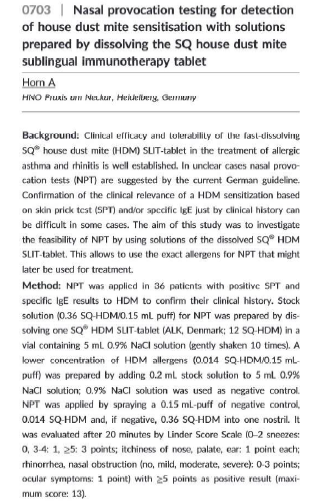 0703 | Nasal provocation testing for detection
of house dust mite sensitisation with solutions
prepared by dissolving the SQ house dust mite
sublingual immunotherapy tablet
Horn A
HNO Praxis am Neckar, Heidelberg, Germany
Background: Clinical efficacy and tolerability of the fast-dissolving
SQ® house dust mite (HDM) SLIT-tablet in the treatment of allergic
asthma and rhinitis is well established. In unclear cases nasal provo-
cation tests (NPT) are suggested by the current German guideline.
Confirmation of the clinical relevance of a HDM sensitization based
on skin prick test (SPT) and/or specific IgE just by clinical history can
be difficult in some cases. The aim of this study was to investigate
the feasibility of NPT by using solutions of the dissolved SQ® HDM
SLIT-tablet. This allows to use the exact allergens for NPT that might
later be used for treatment.
Method: NPT was applied in 36 patients with positive SPT and
specific IgE results to HDM to confirm their clinical history. Stock
solution (0.36 SQ-HDM/0.15 mL puff) for NPT was prepared by dis-
solving one SQ® HDM SLIT-tablet (ALK, Denmark; 12 SQ-HDM) in a
vial containing 5 mL 0.9% NaCl solution (gently shaken 10 times). A
lower concentration of HDM allergens (0.014 SQ-HDM/0.15 mL-
puff) was prepared by adding 0.2 mL stock solution to 5 mL 0.9%
NaCl solution; 0.9% NaCl solution was used as negative control.
NPT was applied by spraying a 0.15 mL-puff of negative control,
0.014 SQ-HDM and, if negative, 0.36 SQ-HDM into one nostril. It
was evaluated after 20 minutes by Linder Score Scale (0–2 sneezes:
0, 3-4: 1, ≥5: 3 points; itchiness of nose, palate, ear: 1 point each;
rhinorrhea, nasal obstruction (no, mild, moderate, severe): 0-3 points;
ocular symptoms: 1 point) with ≥5 points as positive result (maxi-
mum score: 13).